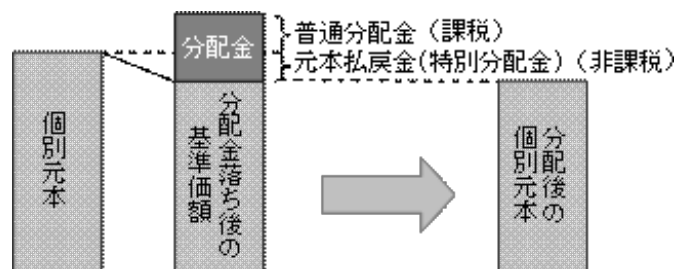 分配金
普通分配金（課税）
元本払戻金(特別分配金)（非課税）
個別元本
分配金落ち後の
基準価額
分配後の
個別元本